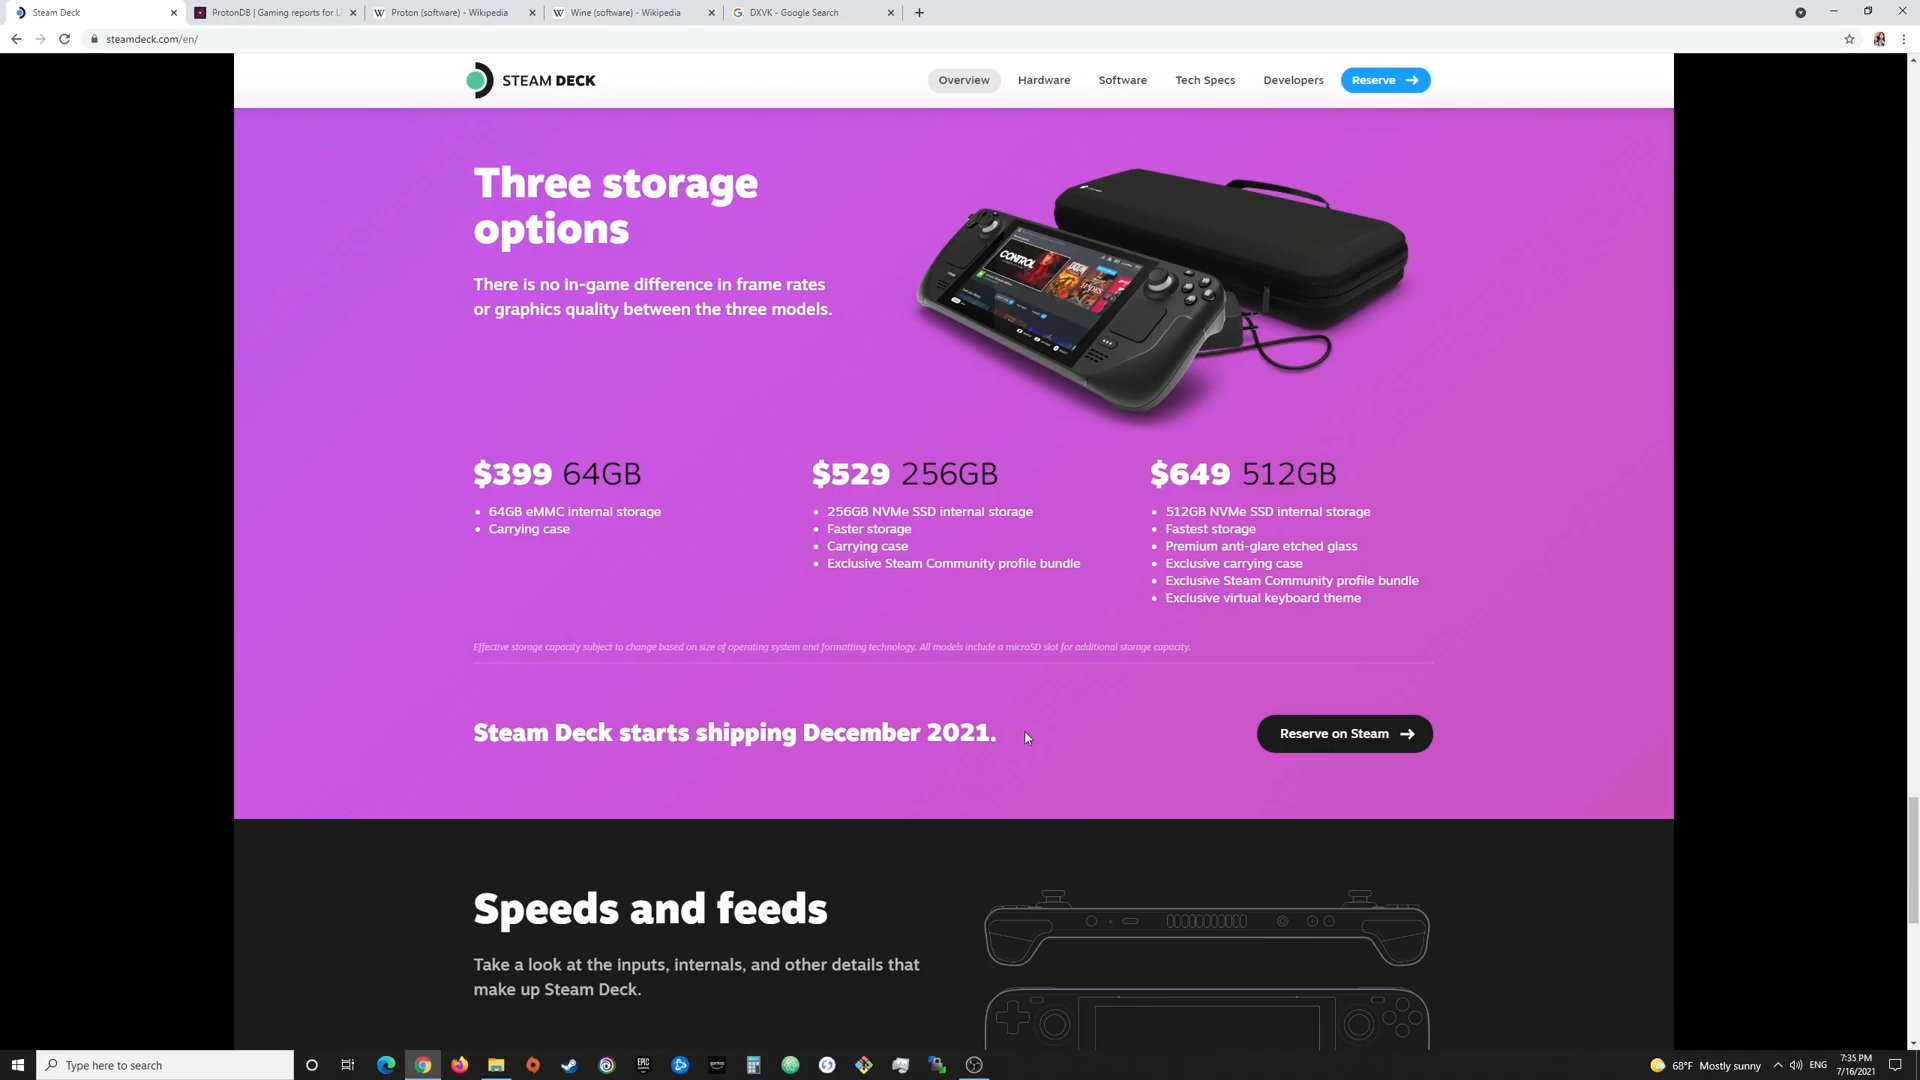 Steam Deck
ProtonDB | Gaming reports for Li
Proton (software) - Wikipedia
Wine (software) - Wikipedia
DXVK - Google Search
steamdeck.com/en/
STEAM DECK
Overview
Hardware
Software
Tech Specs
Developers
Reserve →
Three storage
options
There is no in-game difference in frame rates
or graphics quality between the three models.
CONTROL
DOOM
HADES
$399 64GB
• 64GB eMMC internal storage
• Carrying case
$529 256GB
• 256GB NVMe SSD internal storage
• Faster storage
• Carrying case
• Exclusive Steam Community profile bundle
$649 512GB
• 512GB NVMe SSD internal storage
• Fastest storage
• Premium anti-glare etched glass
• Exclusive carrying case
• Exclusive Steam Community profile bundle
• Exclusive virtual keyboard theme
Effective storage capacity subject to change based on size of operating system and formatting technology. All models include a microSD slot for additional storage capacity.
Steam Deck starts shipping December 2021.
Reserve on Steam →
Speeds and feeds
Take a look at the inputs, internals, and other details that
make up Steam Deck.
Type here to search
EPIC
68°F Mostly sunny
ENG
7:35 PM
7/16/2021